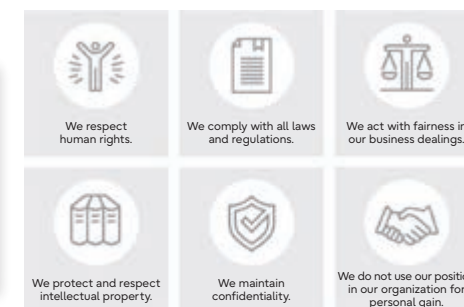 We respect
human rights.
We comply with all laws
and regulations.
We act with fairness in
our business dealings.
We protect and respect
intellectual property.
We maintain
confidentiality.
We do not use our positio
in our organization for
personal gain.